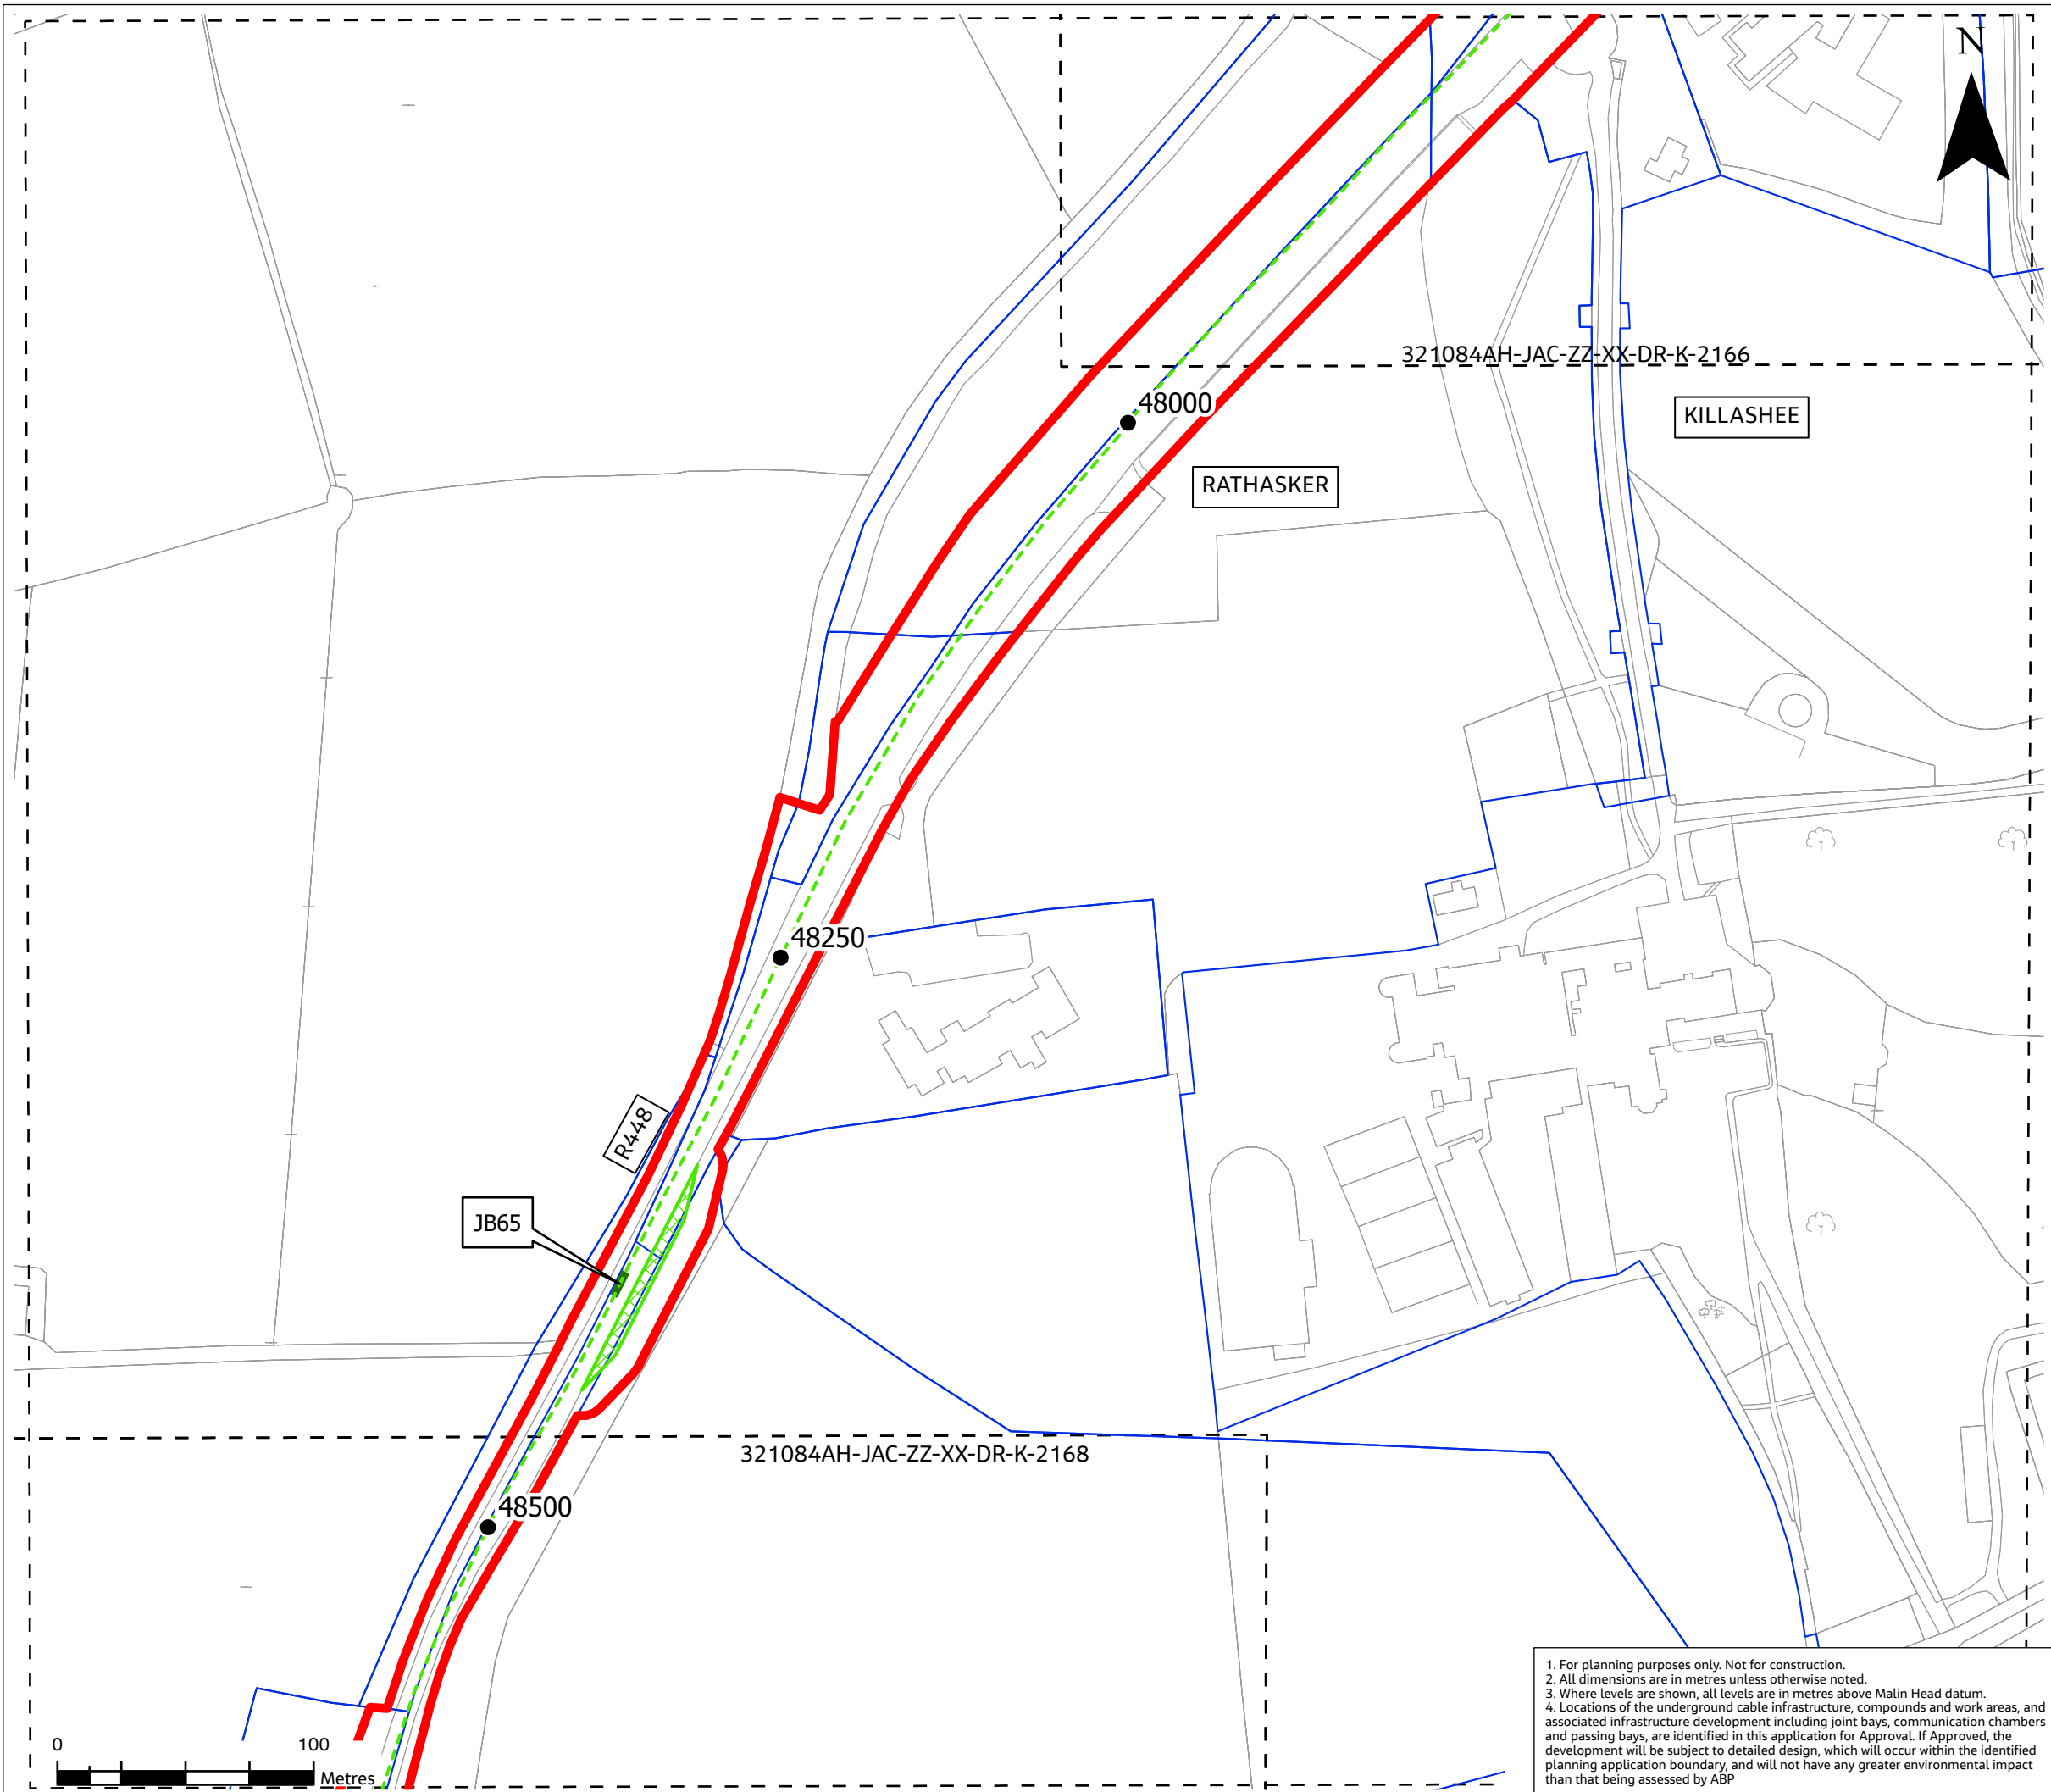 N
321084AH-JAC-ZZ-XX-DR-K-2166
48000
KILLASHEE
RATHASKER
48250
R448
JB65
321084AH-JAC-ZZ-XX-DR-K-2168
48500
0 100
Metres
1. For planning purposes only. Not for construction.
2. All dimensions are in metres unless otherwise noted.
3. Where levels are shown, all levels are in metres above Malin Head datum.
4. Locations of the underground cable infrastructure, compounds and work areas, and
associated infrastructure development including joint bays, communication chambers
and passing bays, are identified in this application for Approval. If Approved, the
development will be subject to detailed design, which will occur within the identified
planning application boundary, and will not have any greater environmental impact
than that being assessed by ABP